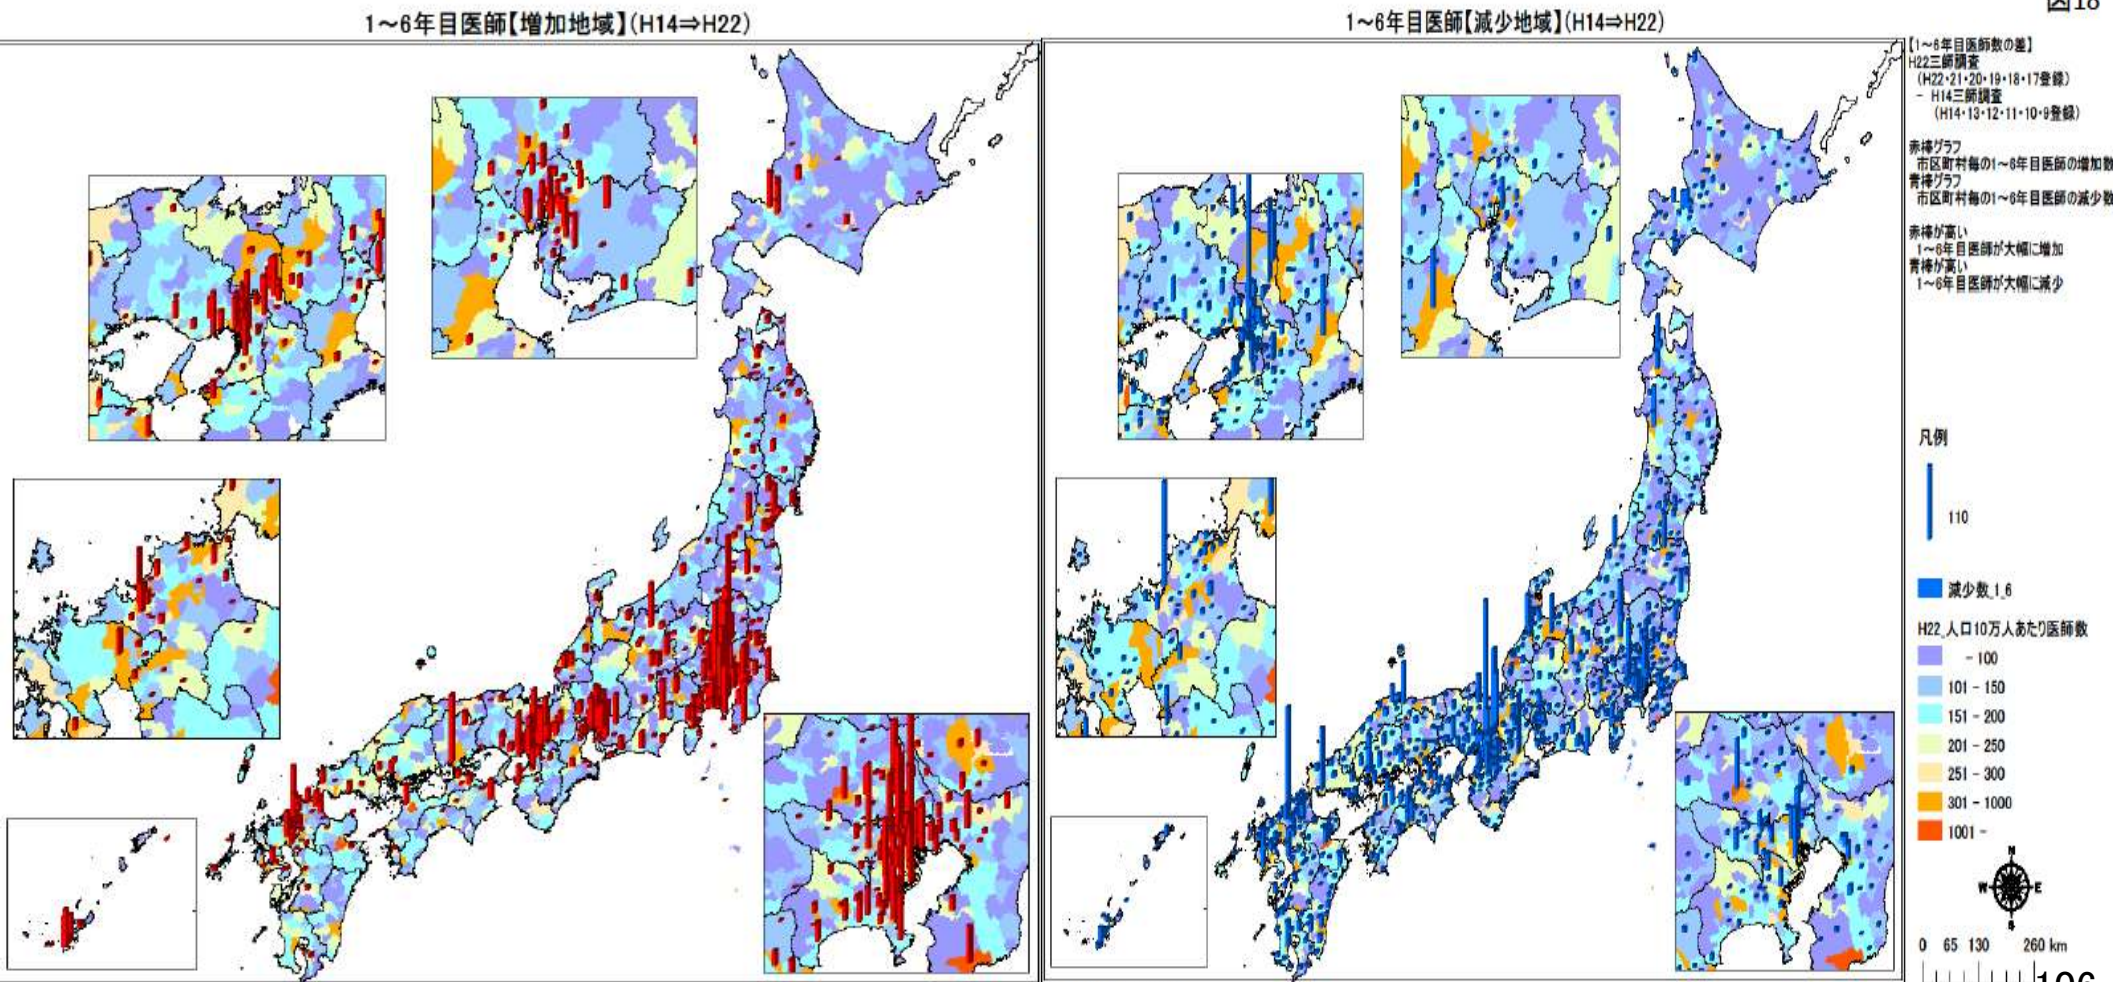 図18
1～6年目医師【増加地域】(H14⇒H22)
1～6年目医師【減少地域】(H14⇒H22)
【1～6年目医師数の差】
H22三師調査
(H22・21・20・19・18・17登録)
－ H14三師調査
(H14・13・12・11・10・9登録)
赤棒グラフ
市区町村毎の1～6年目医師の増加数
青棒グラフ
市区町村毎の1～6年目医師の減少数
赤棒が高い
1～6年目医師が大幅に増加
青棒が高い
1～6年目医師が大幅に減少
凡例
110
減少数_1_6
H22_人口10万人あたり医師数
- 100
101 - 150
151 - 200
201 - 250
251 - 300
301 - 1000
1001 -
N
W E
S
0 65 130 260 km
106